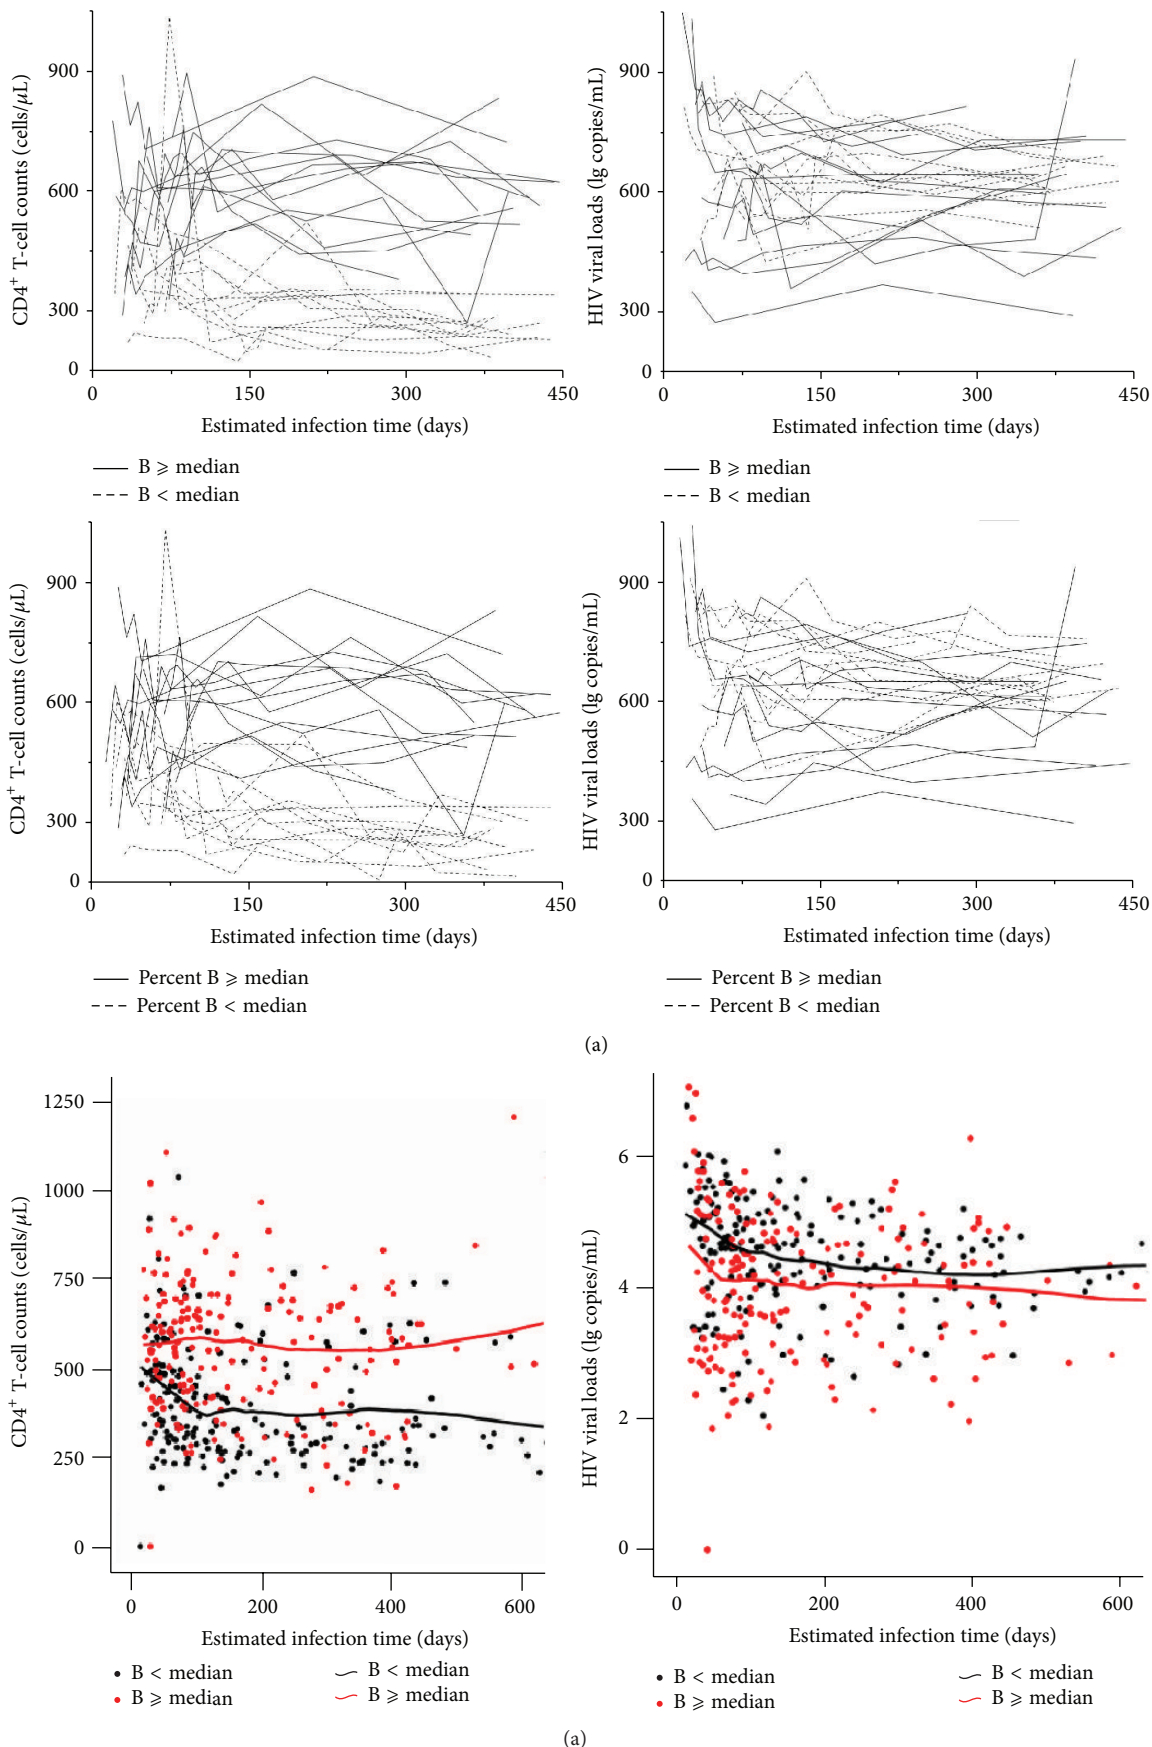 CD4+ T-cell counts (cells/μL)
900
600
300
0
0 150 300 450
Estimated infection time (days)
B ⩾ median
B < median
HIV viral loads (lg copies/mL)
900
600
300
0
0 150 300 450
Estimated infection time (days)
B ⩾ median
B < median
CD4+ T-cell counts (cells/μL)
900
600
300
0
0 150 300 450
Estimated infection time (days)
Percent B ⩾ median
Percent B < median
HIV viral loads (lg copies/mL)
900
600
300
0
0 150 300 450
Estimated infection time (days)
Percent B ⩾ median
Percent B < median
(a)
CD4+ T-cell counts (cells/μL)
1250
1000
750
500
250
0
0 200 400 600
Estimated infection time (days)
B < median B < median
B ⩾ median B ⩾ median
HIV viral loads (lg copies/mL)
6
4
2
0
0 200 400 600
Estimated infection time (days)
B < median B < median
B ⩾ median B ⩾ median
(a)